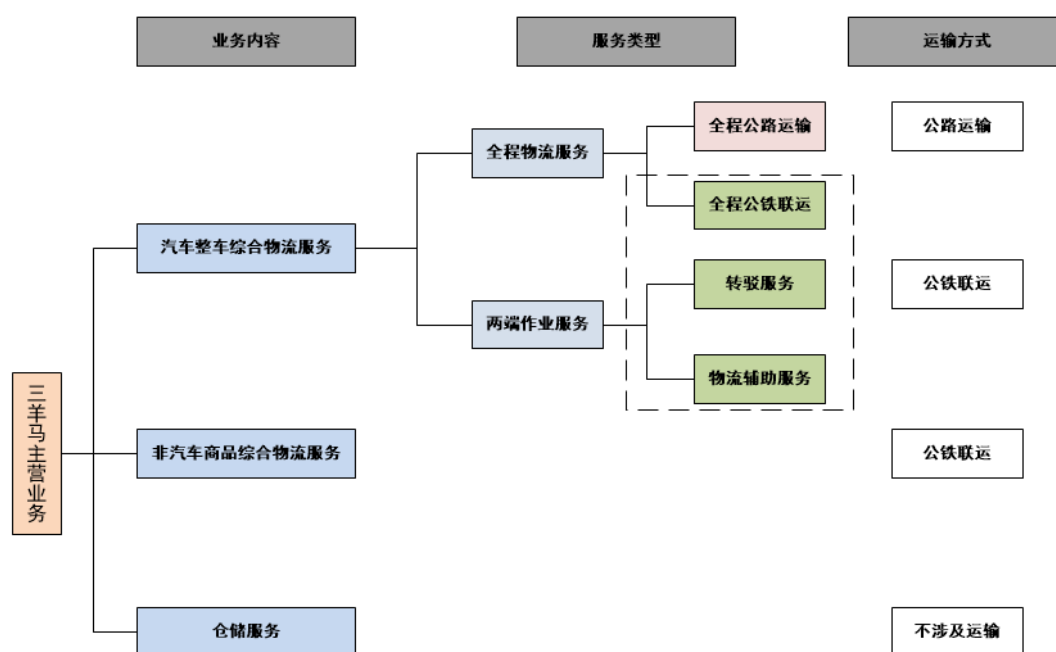 业务内容
服务类型
运输方式
全程公路运输
公路运输
全程物流服务
全程公铁联运
汽车整车综合物流服务
转驳服务
公铁联运
两端作业服务
物流辅助服务
三羊马主营业务
非汽车商品综合物流服务
公铁联运
仓储服务
不涉及运输